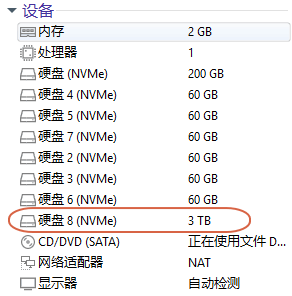 设备
内存 2 GB
处理器 1
硬盘 (NVMe) 200 GB
硬盘 4 (NVMe) 60 GB
硬盘 5 (NVMe) 60 GB
硬盘 7 (NVMe) 60 GB
硬盘 2 (NVMe) 60 GB
硬盘 3 (NVMe) 60 GB
硬盘 6 (NVMe) 60 GB
硬盘 8 (NVMe) 3 TB
CD/DVD (SATA) 正在使用文件 D...
网络适配器 NAT
显示器 自动检测